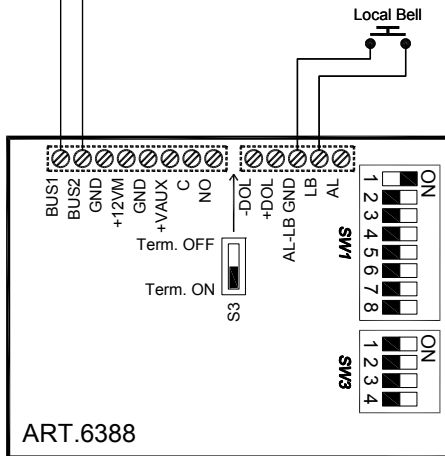 Local Bell
BUS1
BUS2
GND
+12VM
GND
+VAUX
C
NO
-DOL
+DOL
AL-LB GND
LB
AL
Term. OFF
Term. ON
S3
SW1
ON
1
2
3
4
5
6
7
8
SW3
ON
1
2
3
4
ART.6388